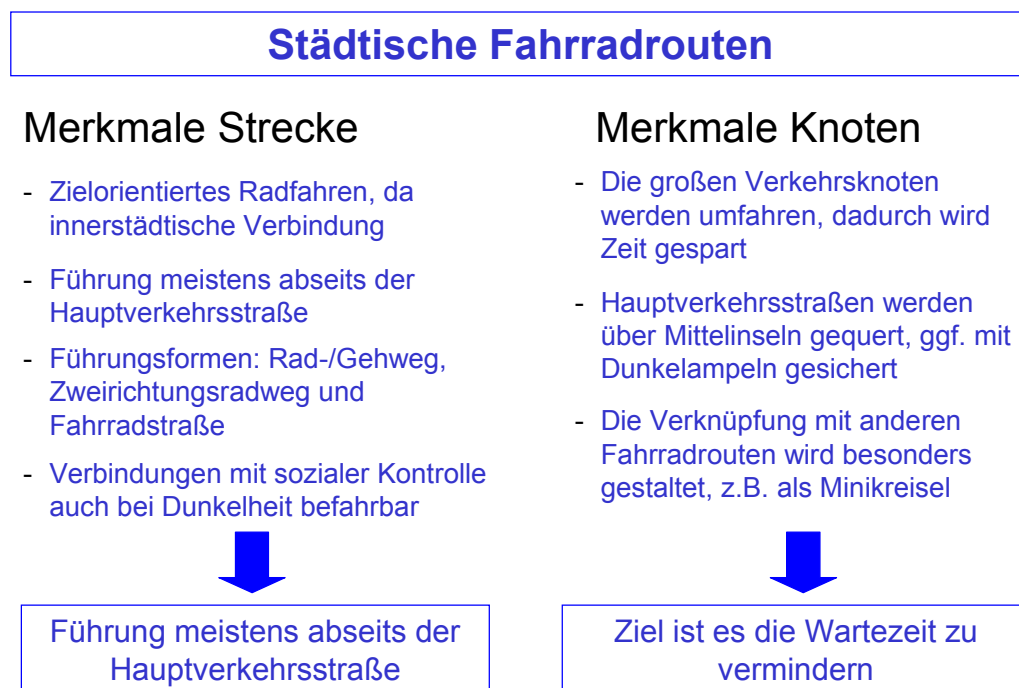 Städtische Fahrradrouten
Merkmale Strecke
- Zielorientiertes Radfahren, da
innerstädtische Verbindung
- Führung meistens abseits der
Hauptverkehrsstraße
- Führungsformen: Rad-/Gehweg,
Zweirichtungsradweg und
Fahrradstraße
- Verbindungen mit sozialer Kontrolle
auch bei Dunkelheit befahrbar
Führung meistens abseits der
Hauptverkehrsstraße
Merkmale Knoten
- Die großen Verkehrsknoten
werden umfahren, dadurch wird
Zeit gespart
- Hauptverkehrsstraßen werden
über Mittelinseln gequert, ggf. mit
Dunkelampeln gesichert
- Die Verknüpfung mit anderen
Fahrradrouten wird besonders
gestaltet, z.B. als Minikreisel
Ziel ist es die Wartezeit zu
vermindern